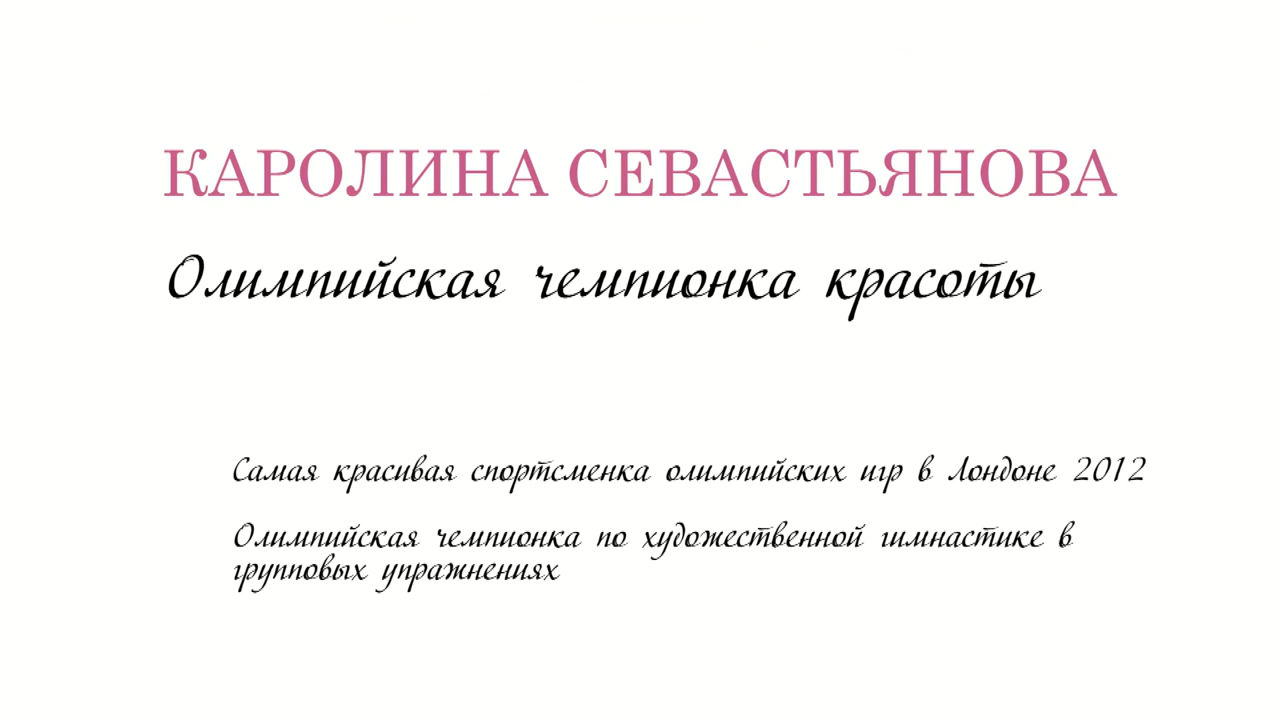 КАРОЛИНА СЕВАСТЬЯНОВА
Олимпийская чемпионка красоты
Самая красивая спортсменка олимпийских игр в Лондоне 2012
Олимпийская чемпионка по художественной гимнастике в
групповых упражнениях